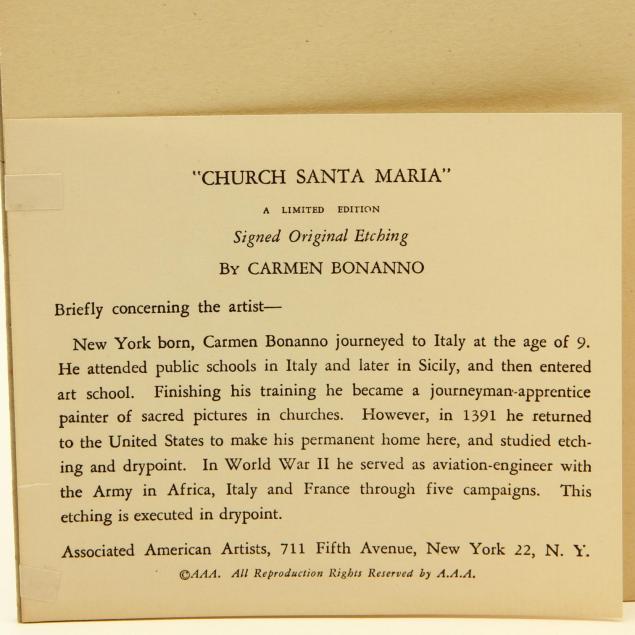 "CHURCH SANTA MARIA"
A LIMITED EDITION
Signed Original Etching
BY CARMEN BONANNO
Briefly concerning the artist—
New York born, Carmen Bonanno journeyed to Italy at the age of 9.
He attended public schools in Italy and later in Sicily, and then entered
art school. Finishing his training he became a journeyman-apprentice
painter of sacred pictures in churches. However, in 1391 he returned
to the United States to make his permanent home here, and studied etch-
ing and drypoint. In World War II he served as aviation-engineer with
the Army in Africa, Italy and France through five campaigns. This
etching is executed in drypoint.
Associated American Artists, 711 Fifth Avenue, New York 22, N. Y.
©AAA. All Reproduction Rights Reserved by A.A.A.